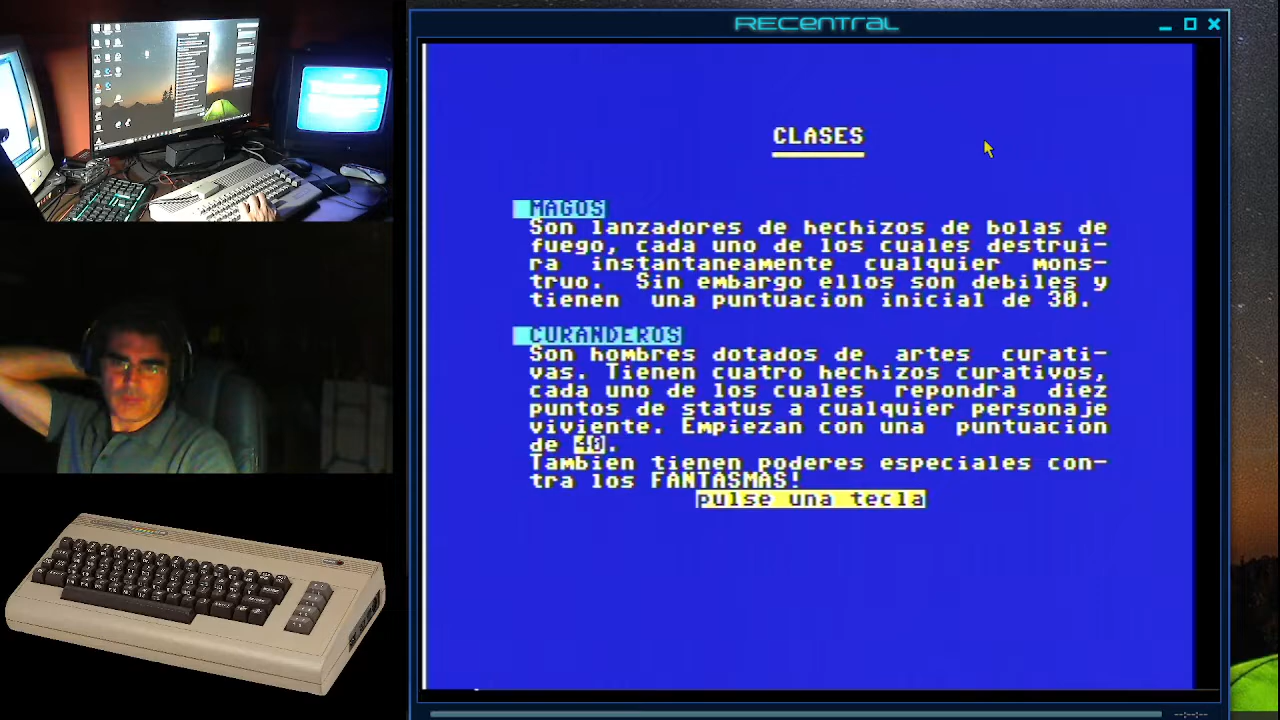 RECentral
CLASES
MAGOS
Son lanzadores de hechizos de bolas de
fuego, cada uno de los cuales destrui-
ra instantaneamente cualquier mons-
truo. Sin embargo ellos son debiles y
tienen una puntuacion inicial de 30.
CURANDEROS
Son hombres dotados de artes curati-
vas. Tienen cuatro hechizos curativos,
cada uno de los cuales repondra diez
puntos de status a cualquier personaje
viviente. Empiezan con una puntuacion
de 40.
Tambien tienen poderes especiales con-
tra los FANTASMAS!
pulse una tecla
--:--:--